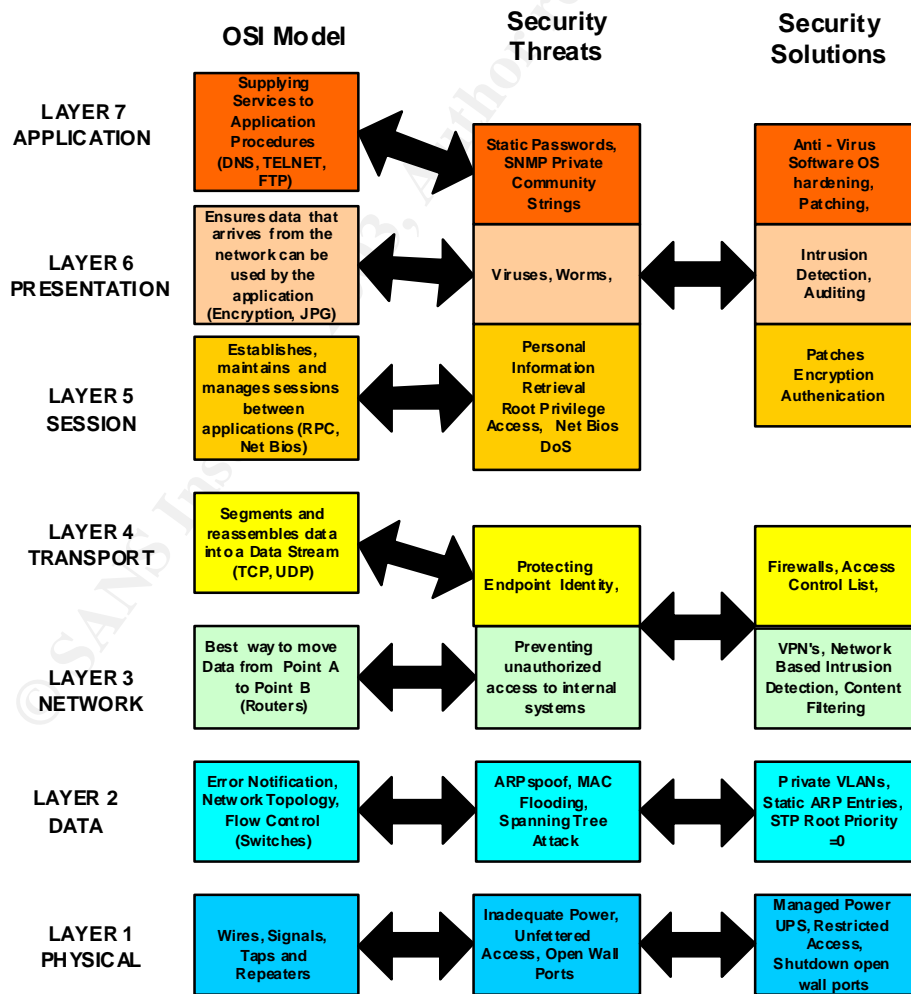 OSI Model
Security
Threats
Security
Solutions
LAYER 7
APPLICATION
Supplying
Services to
Application
Procedures
(DNS, TELNET,
FTP)
Static Passwords,
SNMP Private
Community
Strings
Anti - Virus
Software OS
hardening,
Patching,
LAYER 6
PRESENTATION
Ensures data that
arrives from the
network can be
used by the
application
(Encryption, JPG)
Viruses, Worms,
Intrusion
Detection,
Auditing
LAYER 5
SESSION
Establishes,
maintains and
manages sessions
between
applications (RPC,
Net Bios)
Personal
Information
Retrieval
Root Privilege
Access, Net Bios
DoS
Patches
Encryption
Authenication
LAYER 4
TRANSPORT
Segments and
reassembles data
into a Data Stream
(TCP, UDP)
Protecting
Endpoint Identity,
Firewalls, Access
Control List,
LAYER 3
NETWORK
Best way to move
Data from Point A
to Point B
(Routers)
Preventing
unauthorized
access to internal
systems
VPN's, Network
Based Intrusion
Detection, Content
Filtering
LAYER 2
DATA
Error Notification,
Network Topology,
Flow Control
(Switches)
ARPspoof, MAC
Flooding,
Spanning Tree
Attack
Private VLANs,
Static ARP Entries,
STP Root Priority
=0
LAYER 1
PHYSICAL
Wires, Signals,
Taps and
Repeaters
Inadequate Power,
Unfettered
Access, Open Wall
Ports
Managed Power
UPS, Restricted
Access,
Shutdown open
wall ports
© SANS Ins
3, Author r